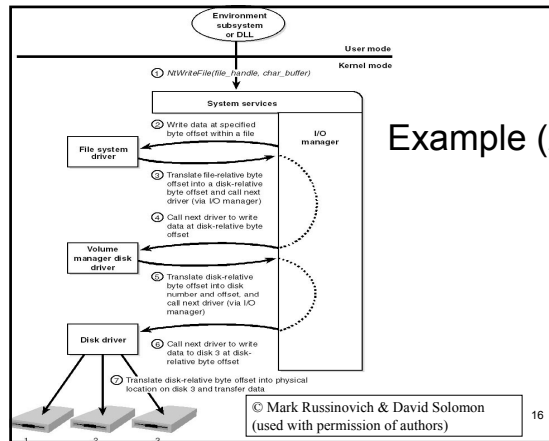 Environment
subsystem
or DLL
User mode
Kernel mode
① NtWriteFile(file_handle, char_buffer)
System services
② Write data at specified
byte offset within a file
I/O
manager
Example (
File system
driver
③ Translate file-relative byte
offset into a disk-relative
byte offset and call next
driver (via I/O manager)
④ Call next driver to write
data at disk-relative byte
offset
Volume
manager disk
driver
⑤ Translate disk-relative
byte offset into disk
number and offset, and
call next driver (via I/O
manager)
Disk driver
⑥ Call next driver to write
data to disk 3 at disk-
relative byte offset
⑦ Translate disk-relative byte offset into physical
location on disk 3 and transfer data
© Mark Russinovich & David Solomon
(used with permission of authors)
16
1 2 3